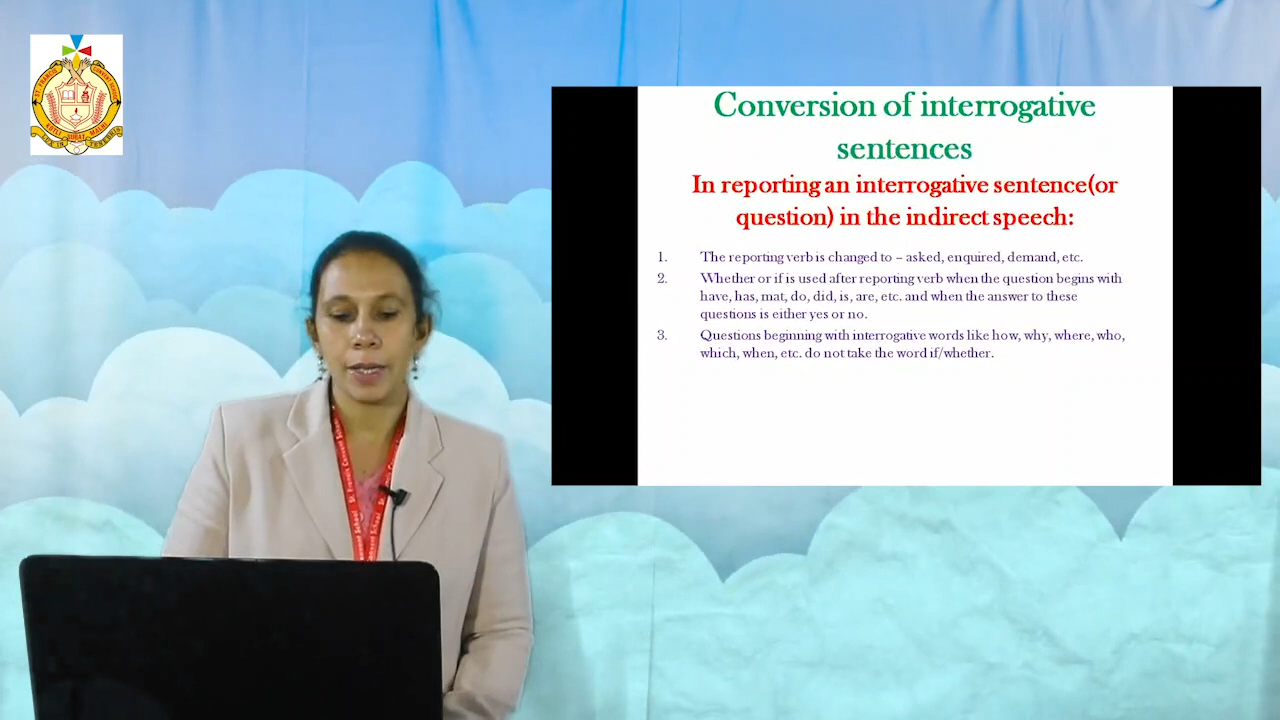 Conversion of interrogative
sentences
In reporting an interrogative sentence(or
question) in the indirect speech:
1. The reporting verb is changed to – asked, enquired, demand, etc.
2. Whether or if is used after reporting verb when the question begins with
have, has, mat, do, did, is, are, etc. and when the answer to these
questions is either yes or no.
3. Questions beginning with interrogative words like how, why, where, who,
which, when, etc. do not take the word if/whether.
St. Francis Convent School